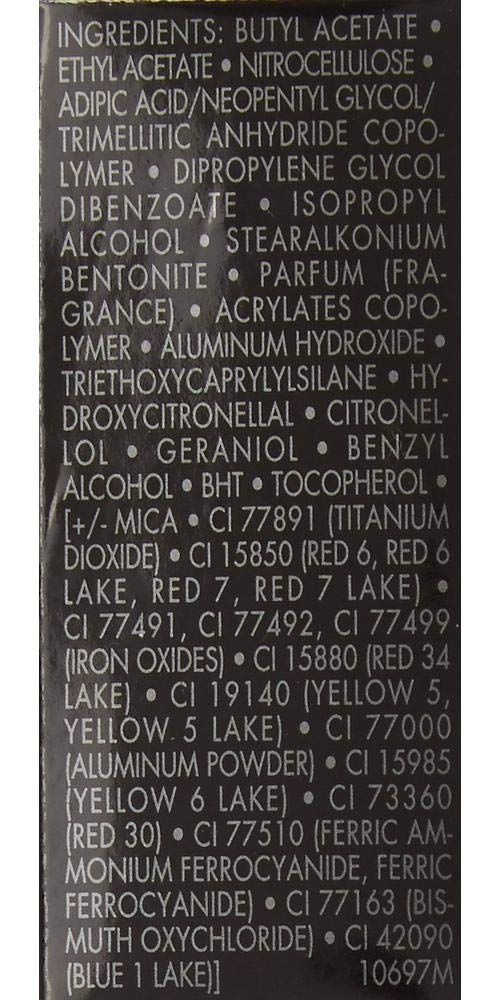 INGREDIENTS: BUTYL ACETATE •
ETHYL ACETATE • NITROCELLULOSE •
ADIPIC ACID/NEOPENTYL GLYCOL/
TRIMELLITIC ANHYDRIDE COPO-
LYMER • DIPROPYLENE GLYCOL
DIBENZOATE • ISOPROPYL
ALCOHOL • STEARALKONIUM
BENTONITE • PARFUM (FRA-
GRANCE) • ACRYLATES COPO-
LYMER • ALUMINUM HYDROXIDE •
TRIETHOXYCAPRYLYLSILANE • HY-
DROXYCITRONELLAL • CITRONEL-
LOL • GERANIOL • BENZYL
ALCOHOL • BHT • TOCOPHEROL •
[+/- MICA • CI 77891 (TITANIUM
DIOXIDE) • CI 15850 (RED 6, RED 6
LAKE, RED 7, RED 7 LAKE) •
CI 77491, CI 77492, CI 77499
(IRON OXIDES) • CI 15880 (RED 34
LAKE) • CI 19140 (YELLOW 5,
YELLOW 5 LAKE) • CI 77000
(ALUMINUM POWDER) • CI 15985
(YELLOW 6 LAKE) • CI 73360
(RED 30) • CI 77510 (FERRIC AM-
MONIUM FERROCYANIDE, FERRIC
FERROCYANIDE) • CI 77163 (BIS-
MUTH OXYCHLORIDE) • CI 42090
(BLUE 1 LAKE)] 10697M